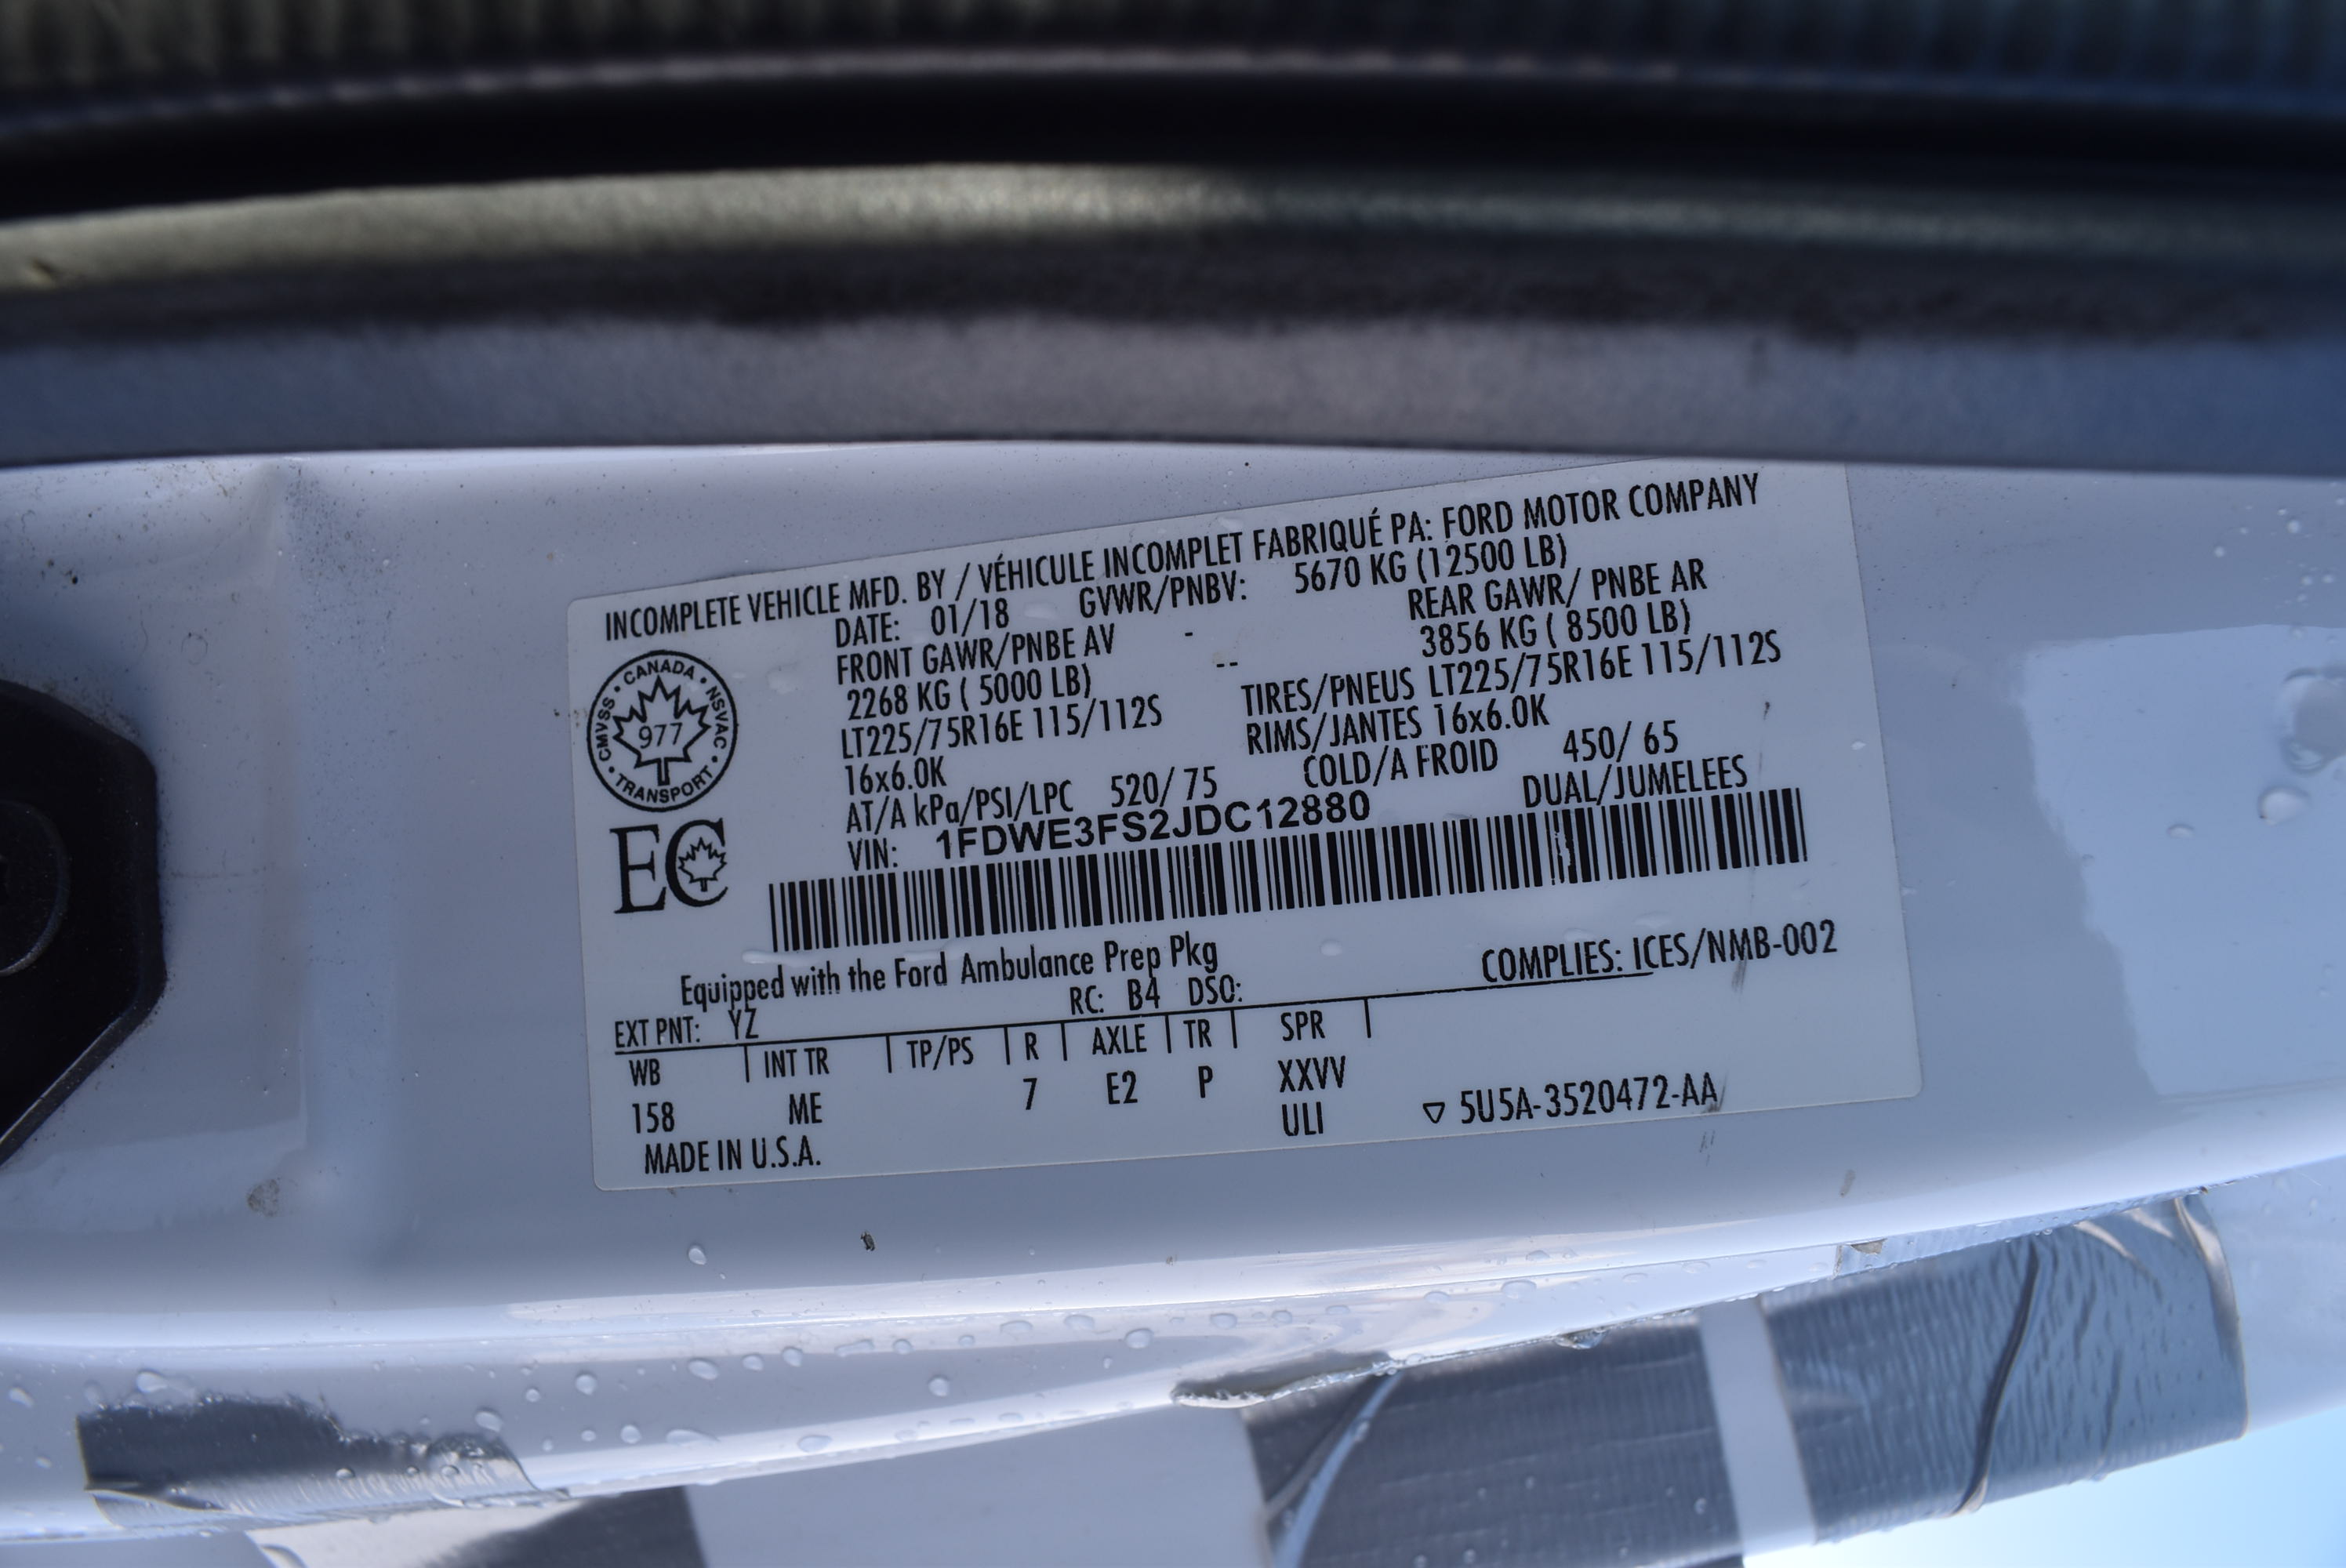 INCOMPLETE VEHICLE MFD. BY / VÉHICULE INCOMPLET FABRIQUÉ PA: FORD MOTOR COMPANY
DATE: 01/18 GVWR/PNBV: 5670 KG (12500 LB)
FRONT GAWR/PNBE AV - REAR GAWR/ PNBE AR
2268 KG ( 5000 LB) -- 3856 KG ( 8500 LB)
LT225/75R16E 115/112S TIRES/PNEUS LT225/75R16E 115/112S
16x6.0K RIMS/JANTES 16x6.0K
AT/A kPa/PSI/LPC 520/ 75 COLD/A FROID 450/ 65
VIN: 1FDWE3FS2JDC12880 DUAL/JUMELEES
CMVSS • CANADA • NSVAC • TRANSPORT •
977
EC
Equipped with the Ford Ambulance Prep Pkg COMPLIES: ICES/NMB-002
EXT PNT: YZ RC: B4 DSO:
WB | INT TR | TP/PS | R | AXLE | TR | SPR |
158 ME 7 E2 P XXVV
ULI ▽ 5U5A-3520472-AA
MADE IN U.S.A.